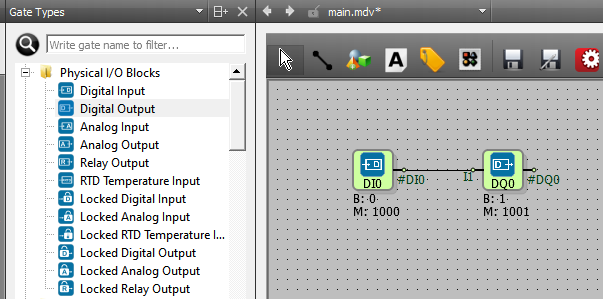 Gate Types
main.mdv*
Write gate name to filter...
A
Physical I/O Blocks
Digital Input
Digital Output
Analog Input
Analog Output
Relay Output
RTD Temperature Input
Locked Digital Input
Locked Analog Input
Locked RTD Temperature I...
Locked Digital Output
Locked Analog Output
Locked Relay Output
D D
DI0 #DI0 I1 DQ0 #DQ0
B: 0 B: 1
M: 1000 M: 1001